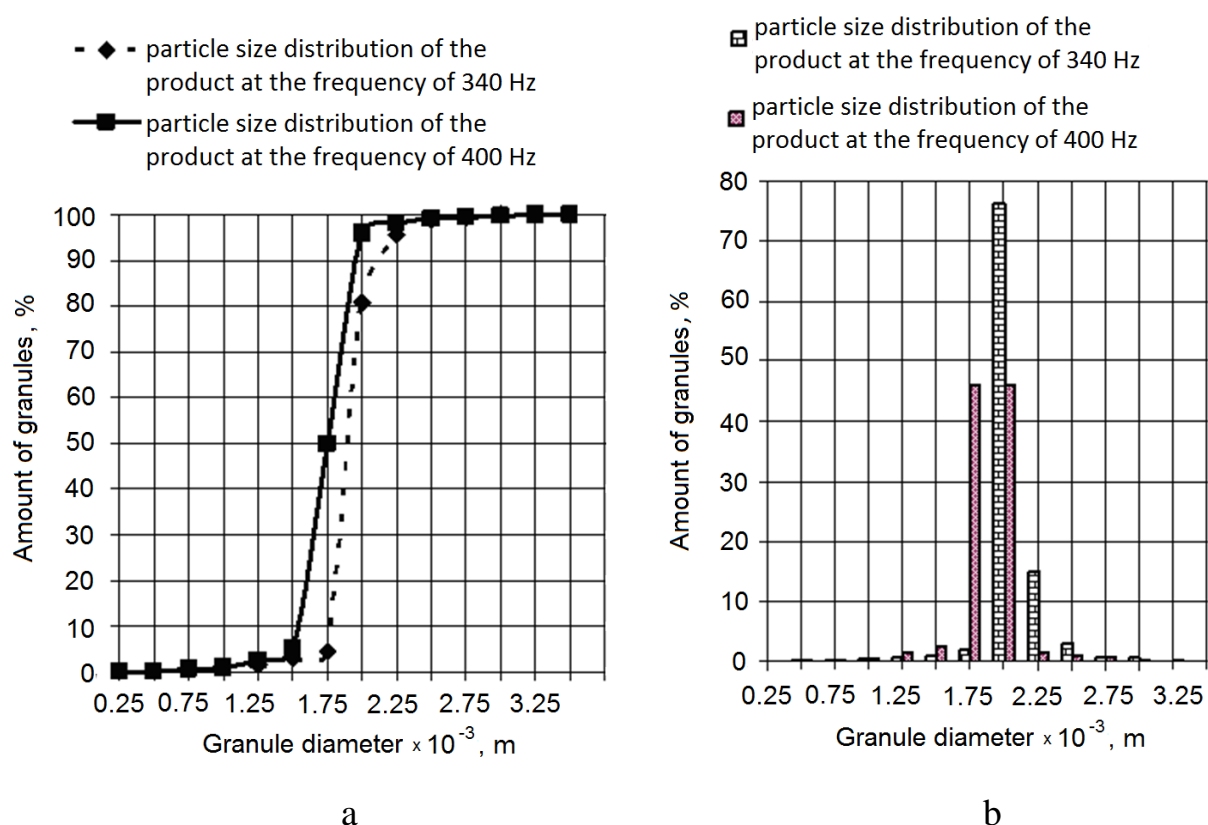 particle size distribution of the
product at the frequency of 340 Hz
particle size distribution of the
product at the frequency of 400 Hz
100
90
80
70
60
50
40
30
20
10
0
Amount of granules, %
0.25 0.75 1.25 1.75 2.25 2.75 3.25
Granule diameter × 10⁻³, m
a
particle size distribution of the
product at the frequency of 340 Hz
particle size distribution of the
product at the frequency of 400 Hz
80
70
60
50
40
30
20
10
0
Amount of granules, %
0.25 0.75 1.25 1.75 2.25 2.75 3.25
Granule diameter × 10⁻³, m
b